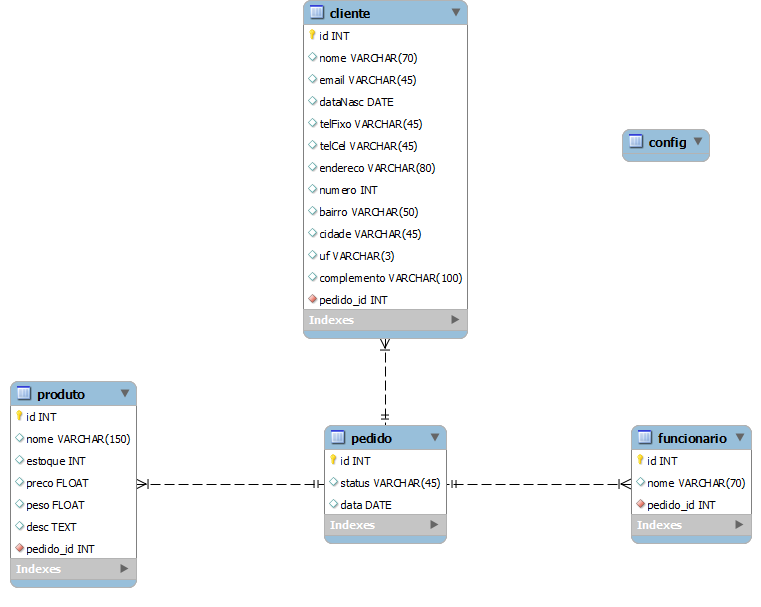 cliente
id INT
nome VARCHAR(70)
email VARCHAR(45)
dataNasc DATE
telFixo VARCHAR(45)
telCel VARCHAR(45)
endereco VARCHAR(80)
numero INT
bairro VARCHAR(50)
cidade VARCHAR(45)
uf VARCHAR(3)
complemento VARCHAR(100)
pedido_id INT
Indexes
config
produto
id INT
nome VARCHAR(150)
estoque INT
preco FLOAT
peso FLOAT
desc TEXT
pedido_id INT
Indexes
pedido
id INT
status VARCHAR(45)
data DATE
Indexes
funcionario
id INT
nome VARCHAR(70)
pedido_id INT
Indexes